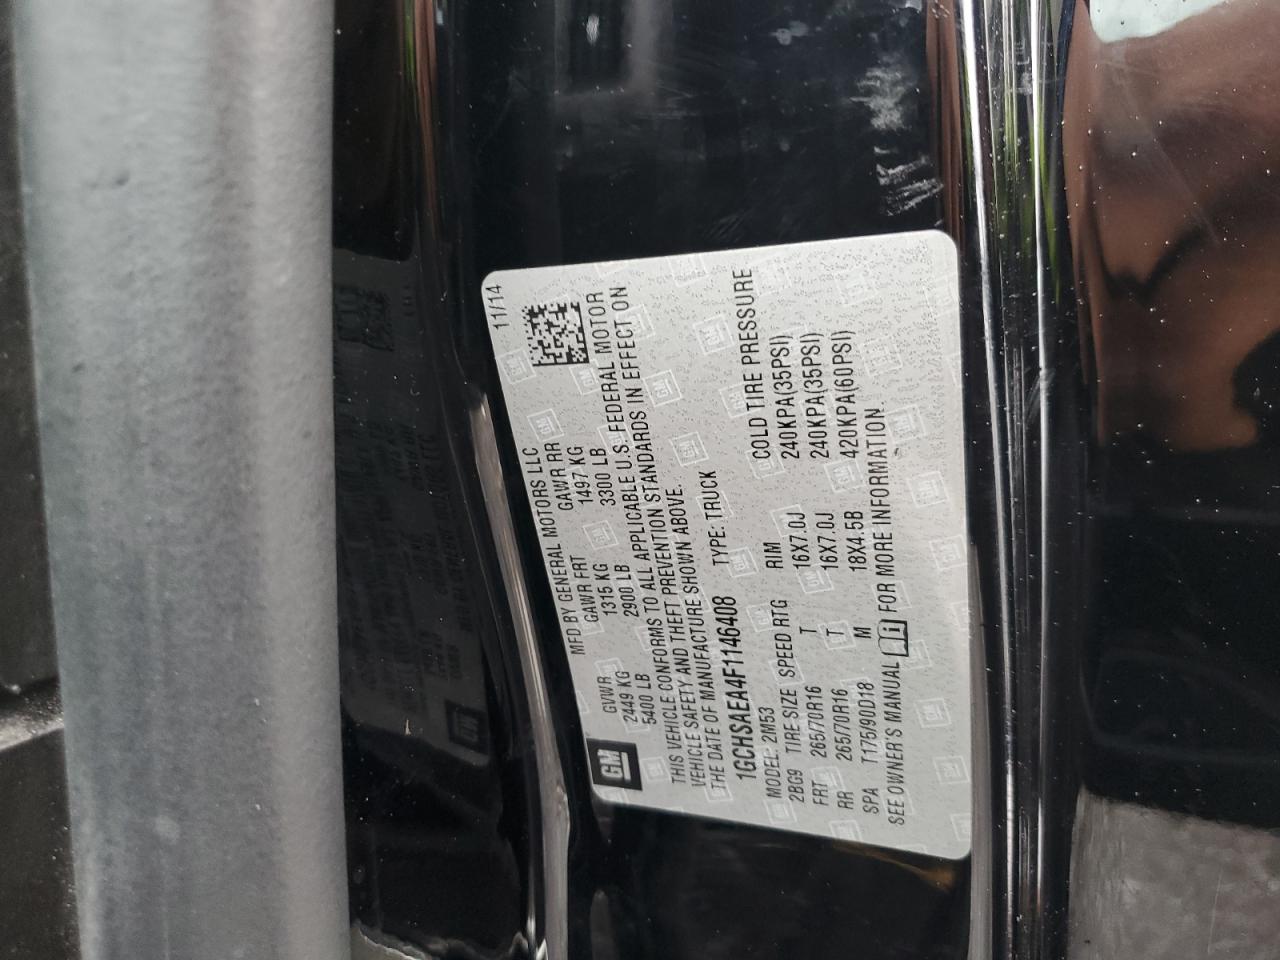 11/14
GM
MFD BY GENERAL MOTORS LLC
GVWR GAWR FRT GAWR RR
2449 KG 1315 KG 1497 KG
5400 LB 2900 LB 3300 LB
THIS VEHICLE CONFORMS TO ALL APPLICABLE U.S. FEDERAL MOTOR
VEHICLE SAFETY AND THEFT PREVENTION STANDARDS IN EFFECT ON
THE DATE OF MANUFACTURE SHOWN ABOVE.
1GCHSAEA4F1146408 TYPE: TRUCK
MODEL: 2M53
2BG9 TIRE SIZE SPEED RTG RIM COLD TIRE PRESSURE
FRT 265/70R16 T 16X7.0J 240KPA(35PSI)
RR 265/70R16 T 16X7.0J 240KPA(35PSI)
SPA T175/90D18 M 18X4.5B 420KPA(60PSI)
SEE OWNER'S MANUAL i FOR MORE INFORMATION.